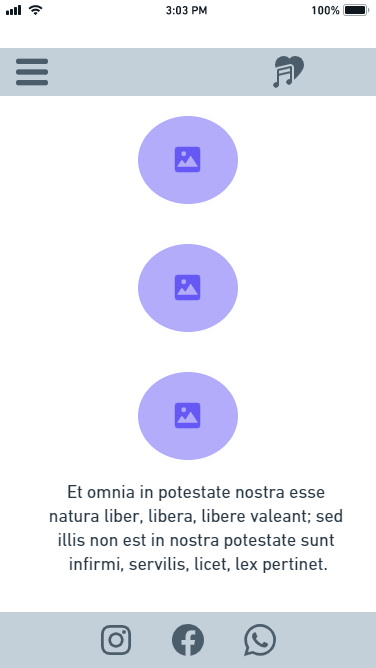 3:03 PM
100%
Et omnia in potestate nostra esse
natura liber, libera, libere valeant; sed
illis non est in nostra potestate sunt
infirmi, servilis, licet, lex pertinet.